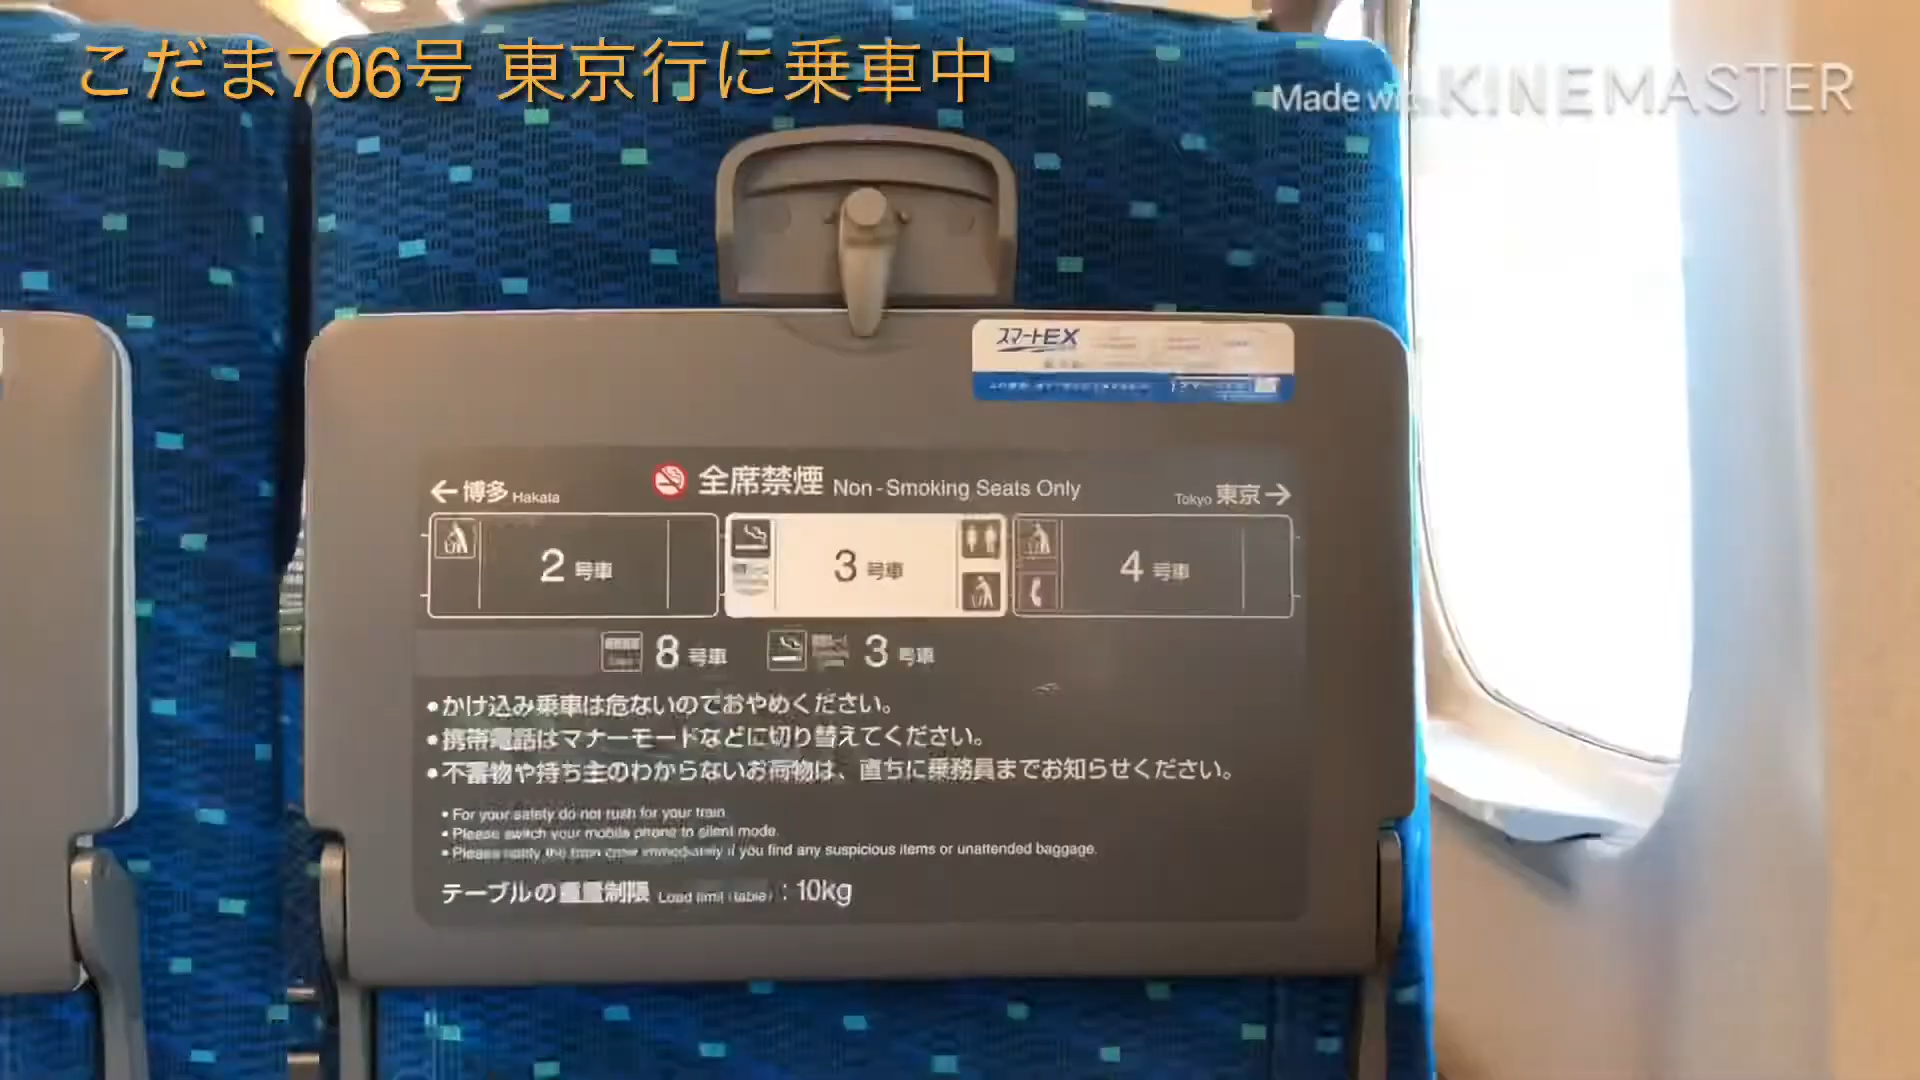 こだま706号 東京行に乗車中
Made with KINEMASTER
スマートEX
←博多 Hakata
全席禁煙 Non-Smoking Seats Only
Tokyo 東京→
2 号車
3 号車
4 号車
8 号車
3 号車
•かけ込み乗車は危ないのでおやめください。
•携帯電話はマナーモードなどに切り替えてください。
•不審物や持ち主のわからないお荷物は、直ちに乗務員までお知らせください。
• For your safety do not rush for your train.
• Please switch your mobile phone to silent mode.
• Please notify the train crew immediately if you find any suspicious items or unattended baggage.
テーブルの重量制限 Load limit (table) : 10kg